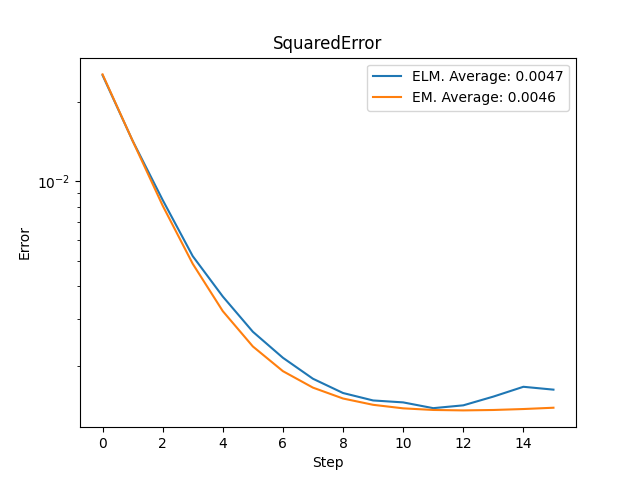 SquaredError
ELM. Average: 0.0047
EM. Average: 0.0046
10⁻²
Error
0 2 4 6 8 10 12 14
Step